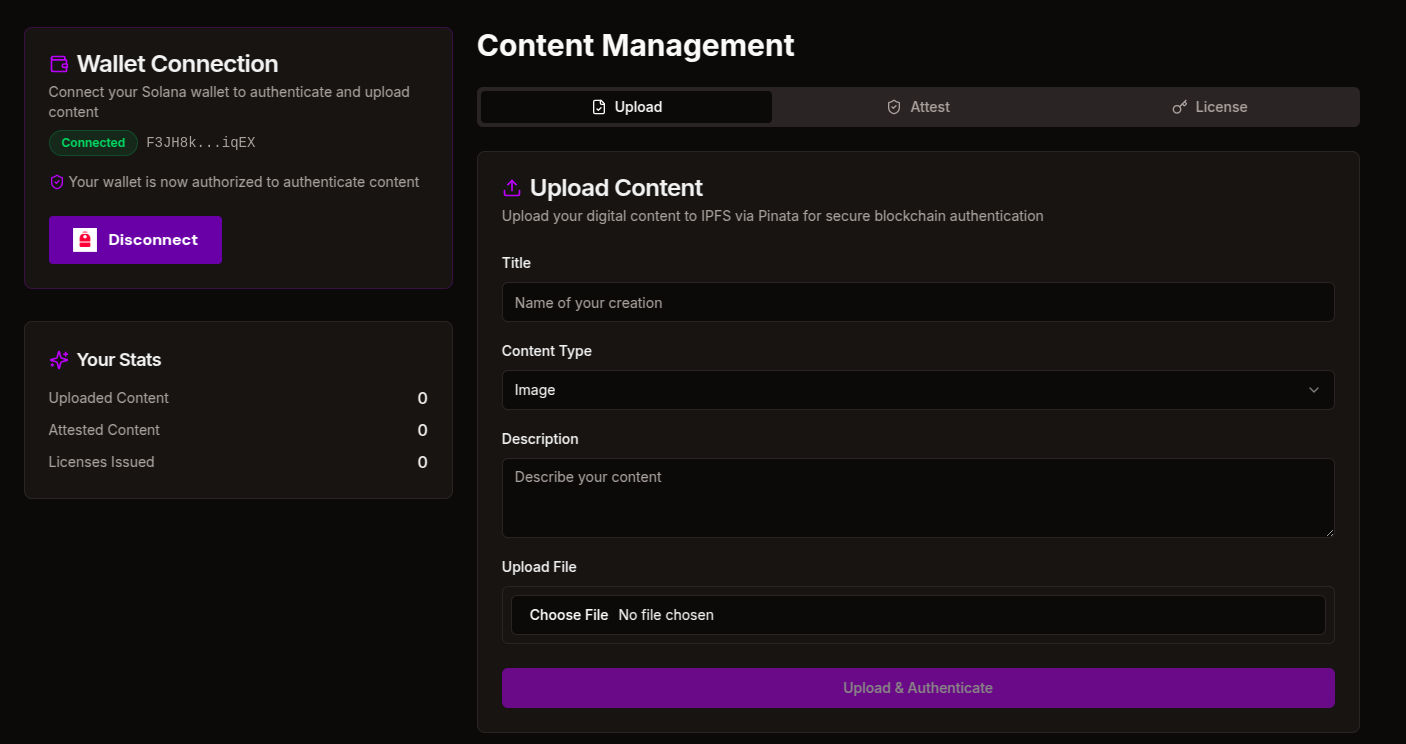 Wallet Connection
Connect your Solana wallet to authenticate and upload
content
Connected F3JH8k...iqEX
Your wallet is now authorized to authenticate content
Disconnect
Your Stats
Uploaded Content 0
Attested Content 0
Licenses Issued 0
Content Management
Upload Attest License
Upload Content
Upload your digital content to IPFS via Pinata for secure blockchain authentication
Title
Name of your creation
Content Type
Image
Description
Describe your content
Upload File
Choose File No file chosen
Upload & Authenticate